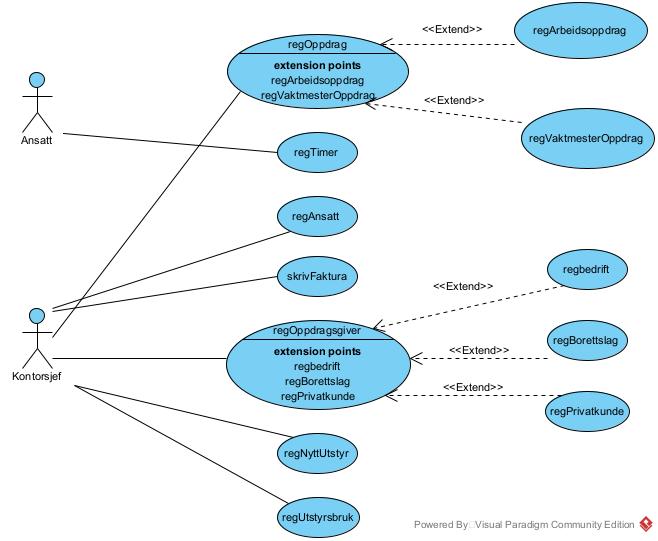 regOppdrag
extension points
regArbeidsoppdrag
regVaktmesterOppdrag
<<Extend>>
regArbeidsoppdrag
<<Extend>>
regVaktmesterOppdrag
Ansatt
regTimer
regAnsatt
skrivFaktura
Kontorsjef
regOppdragsgiver
extension points
regbedrift
regBorettslag
regPrivatkunde
<<Extend>>
regbedrift
<<Extend>>
regBorettslag
<<Extend>>
regPrivatkunde
regNyttUtstyr
regUtstyrsbruk
Powered By Visual Paradigm Community Edition